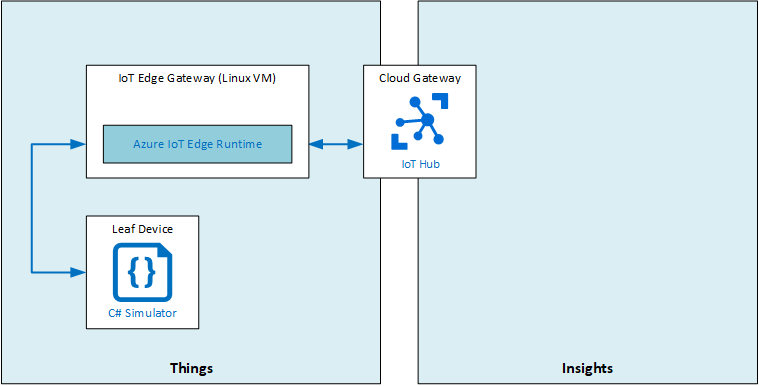 IoT Edge Gateway (Linux VM)
Azure IoT Edge Runtime
Cloud Gateway
IoT Hub
Leaf Device
{}
C# Simulator
Things
Insights